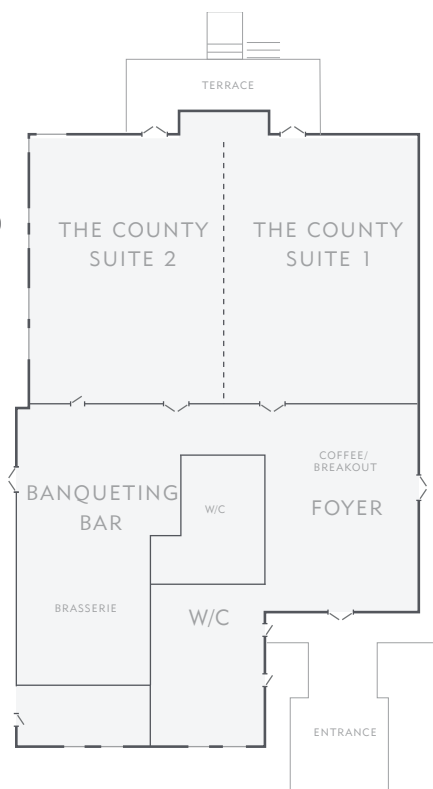 TERRACE
THE COUNTY
SUITE 2
THE COUNTY
SUITE 1
COFFEE/
BREAKOUT
BANQUETING
BAR
W/C
FOYER
BRASSERIE
W/C
ENTRANCE